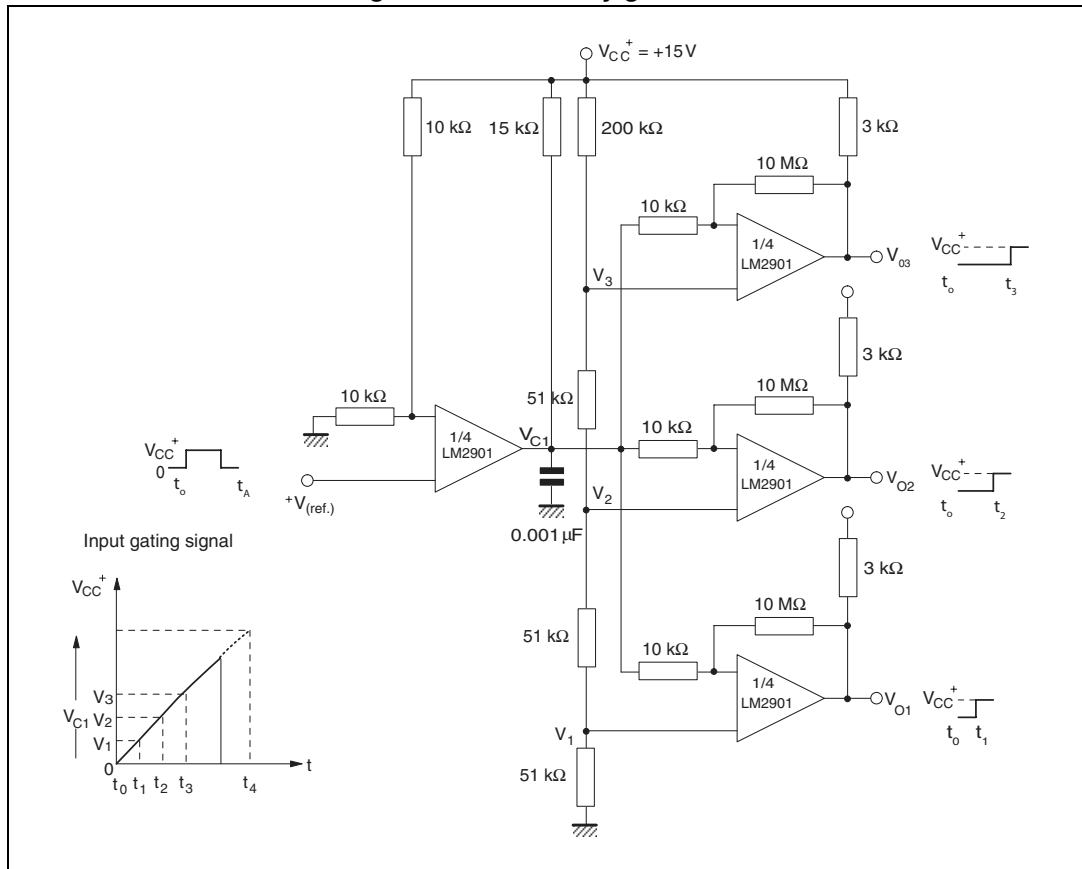 V_CC^+ = +15 V
10 kΩ
15 kΩ
200 kΩ
3 kΩ
10 MΩ
10 kΩ
1/4
LM2901
V_CC^+
V_03
t_o
t_3
V_3
3 kΩ
51 kΩ
10 kΩ
10 MΩ
V_CC^+
0
t_o
t_A
1/4
LM2901
V_C1
10 kΩ
1/4
LM2901
V_O2
V_CC^+
t_o
t_2
+V_(ref.)
V_2
0.001 μF
Input gating signal
3 kΩ
10 MΩ
V_CC^+
51 kΩ
10 kΩ
1/4
LM2901
V_O1
V_CC^+
t_o
t_1
V_3
V_C1
V_2
V_1
0
t_0
t_1
t_2
t_3
t_4
t
V_1
51 kΩ